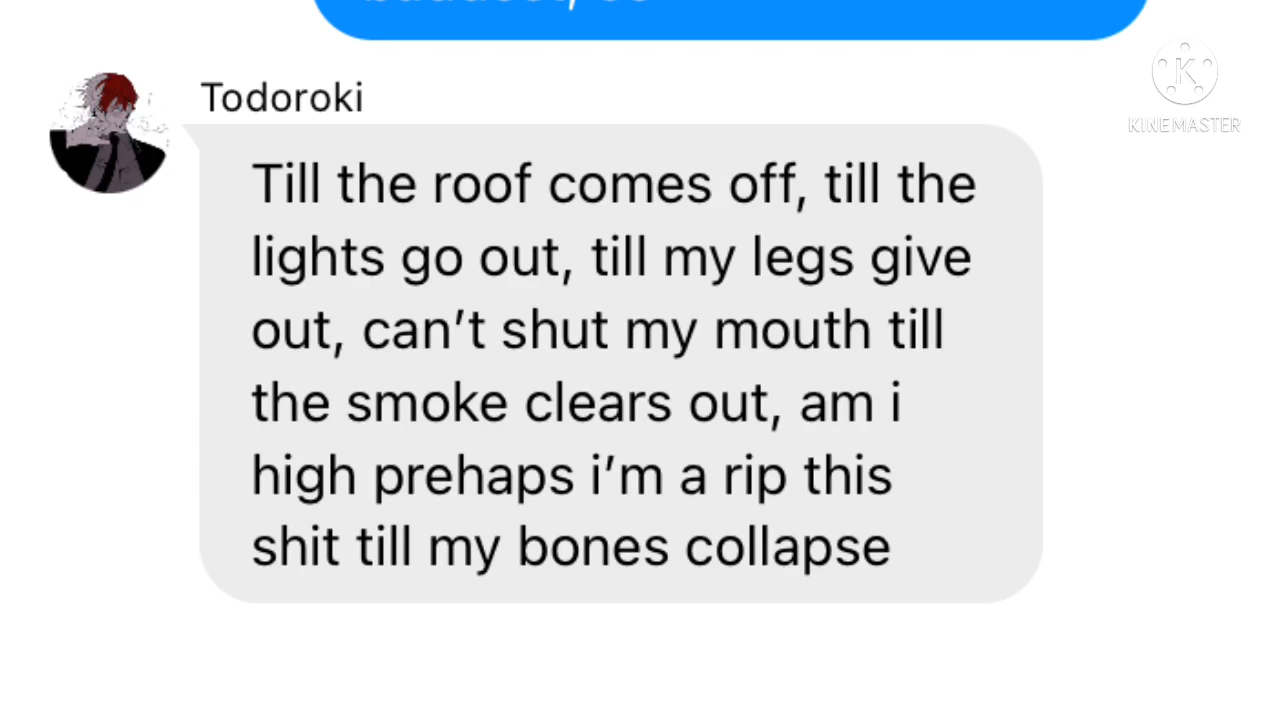 Todoroki
K
KINEMASTER
Till the roof comes off, till the
lights go out, till my legs give
out, can’t shut my mouth till
the smoke clears out, am i
high prehaps i’m a rip this
shit till my bones collapse